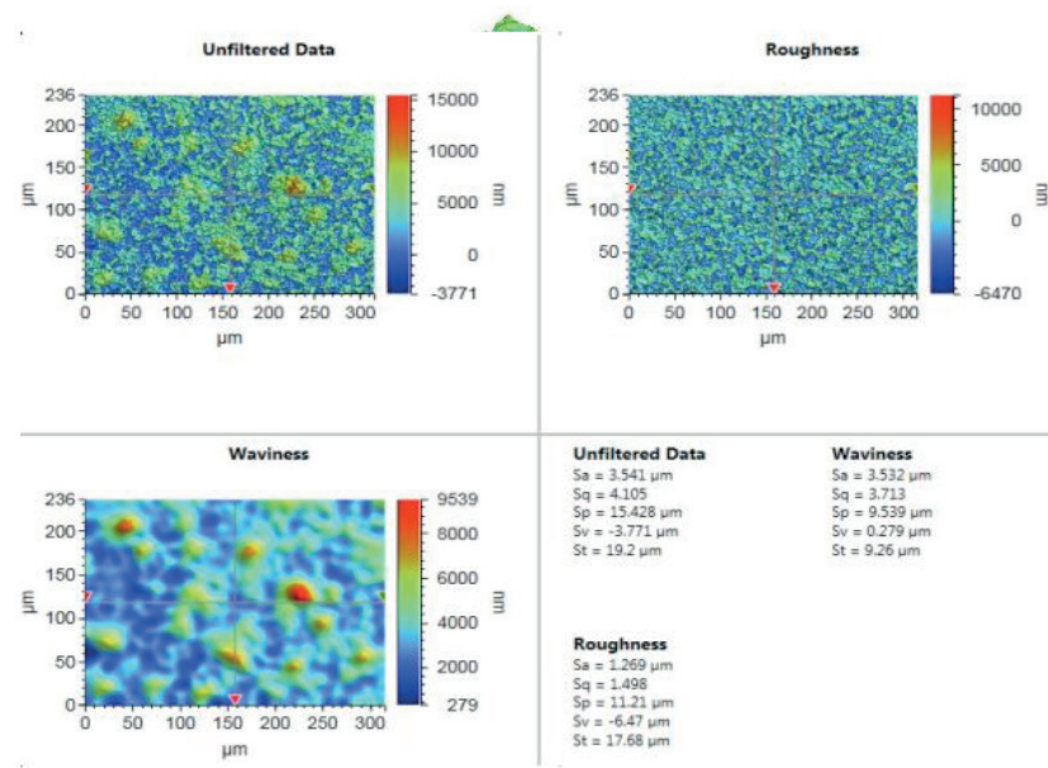 Unfiltered Data
236
200
150
100
50
0
µm
0 50 100 150 200 250 300
µm
15000
10000
5000
0
-3771
nm
Roughness
236
200
150
100
50
0
µm
0 50 100 150 200 250 300
µm
10000
5000
0
-6470
nm
Waviness
236
200
150
100
50
0
µm
0 50 100 150 200 250 300
µm
9539
8000
6000
4000
2000
279
nm
Unfiltered Data
Sa = 3.541 µm
Sq = 4.105
Sp = 15.428 µm
Sv = -3.771 µm
St = 19.2 µm
Waviness
Sa = 3.532 µm
Sq = 3.713
Sp = 9.539 µm
Sv = 0.279 µm
St = 9.26 µm
Roughness
Sa = 1.269 µm
Sq = 1.498
Sp = 11.21 µm
Sv = -6.47 µm
St = 17.68 µm